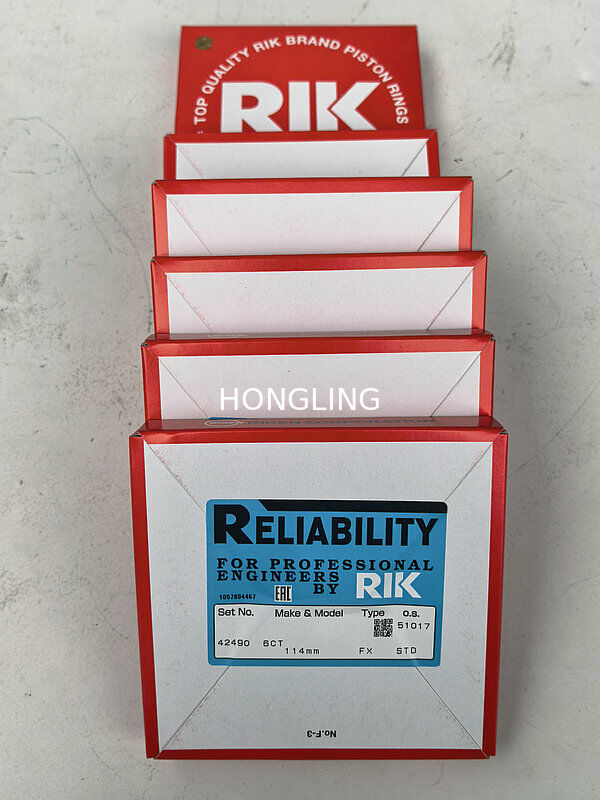 TOP QUALITY RIK BRAND PISTON RINGS
RIK
HONGLING
RIKEN CORPORATION
RELIABILITY
FOR PROFESSIONAL
ENGINEERS
BY RIK
1057804467 EAC
Set No. Make & Model Type o.s.
51017
42490 6CT FX STD
114mm
No.F-3